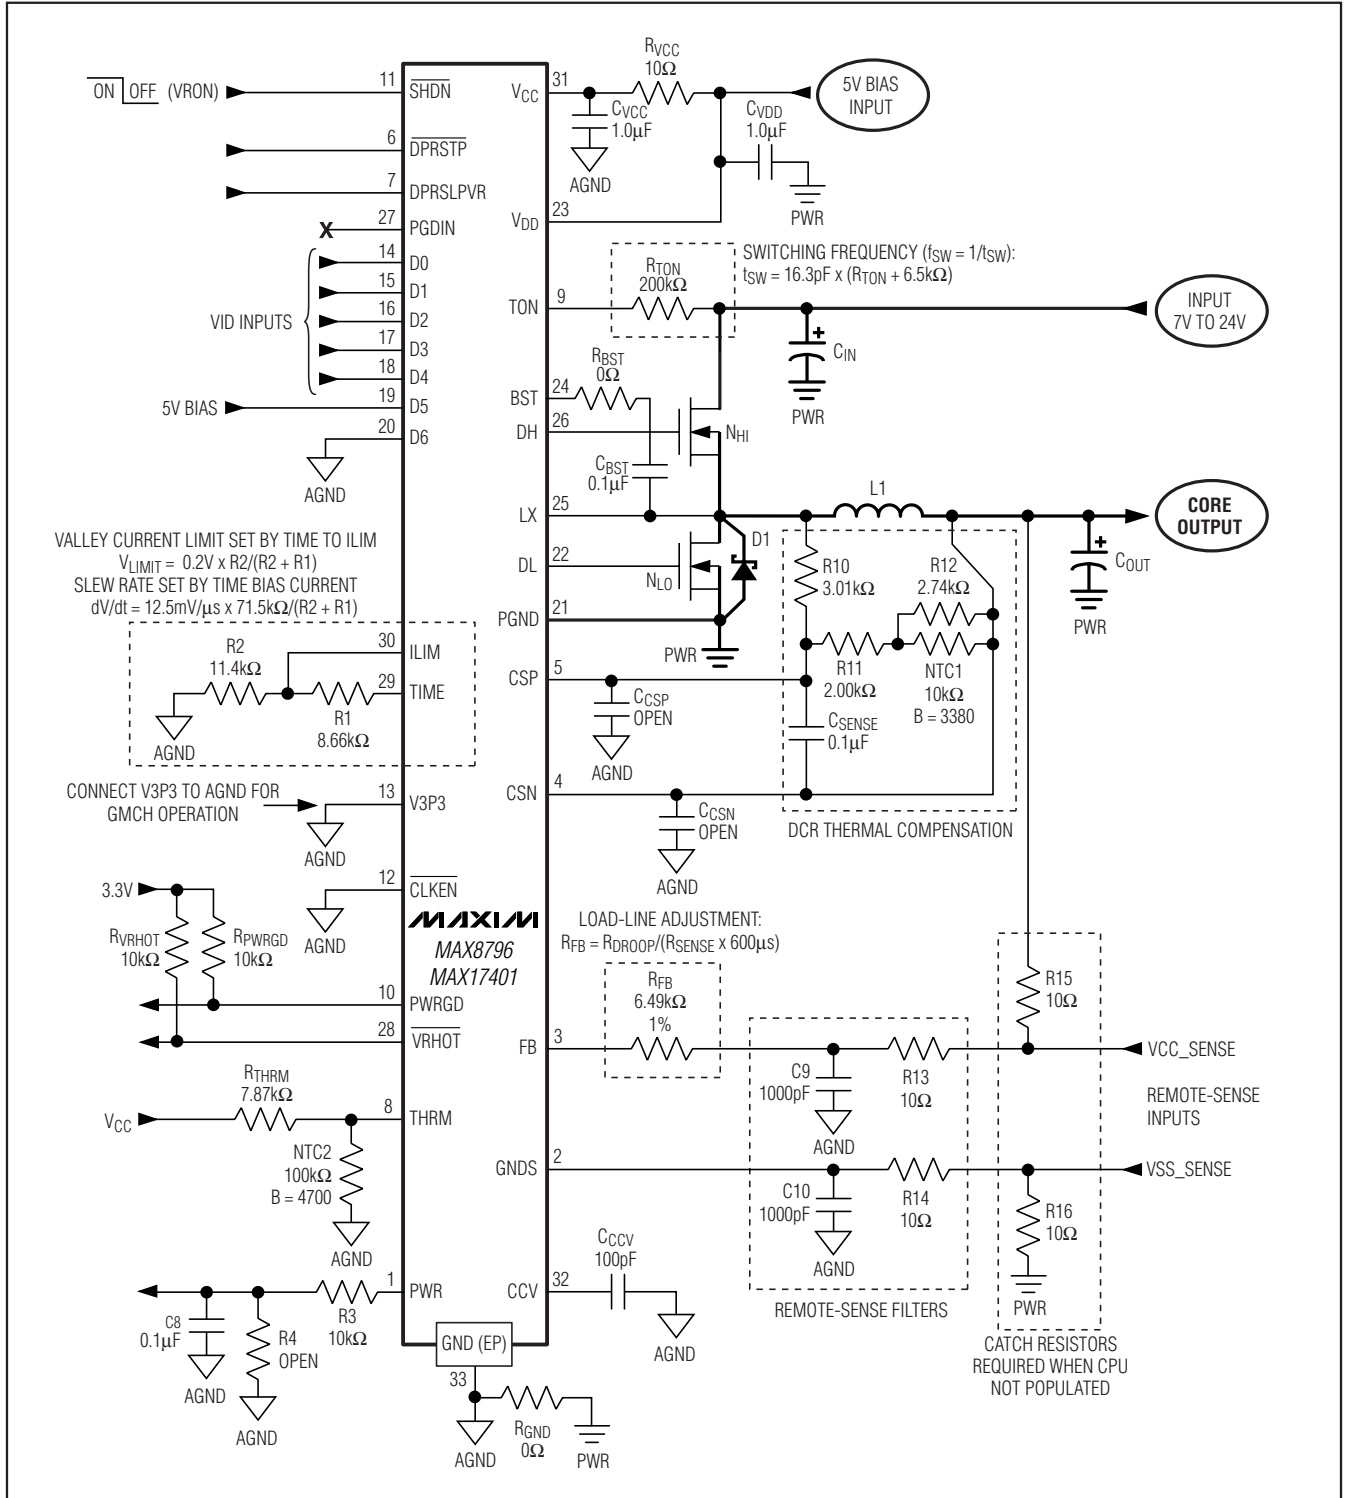 ON OFF (VRON)
11
SHDN
6
DPRSTP
7
DPRSLPVR
27
X
PGDIN
14
D0
15
D1
16
D2
VID INPUTS
17
D3
18
D4
5V BIAS
19
D5
20
D6
AGND
VALLEY CURRENT LIMIT SET BY TIME TO ILIM
VLIMIT = 0.2V x R2/(R2 + R1)
SLEW RATE SET BY TIME BIAS CURRENT
dV/dt = 12.5mV/μs x 71.5kΩ/(R2 + R1)
30
ILIM
R2
11.4kΩ
29
TIME
R1
8.66kΩ
AGND
CONNECT V3P3 TO AGND FOR
GMCH OPERATION
13
V3P3
AGND
12
CLKEN
AGND
3.3V
RVRHOT
10kΩ
RPWRGD
10kΩ
MAXIM
MAX8796
MAX17401
10
PWRGD
28
VRHOT
RTHRM
7.87kΩ
VCC
8
THRM
NTC2
100kΩ
B = 4700
AGND
1
PWR
R3
10kΩ
C8
0.1μF
R4
OPEN
AGND
AGND
GND (EP)
33
AGND
RGND
0Ω
PWR
VCC
31
RVCC
10Ω
5V BIAS
INPUT
CVCC
1.0μF
AGND
CVDD
1.0μF
PWR
VDD
23
SWITCHING FREQUENCY (fSW = 1/tSW):
tSW = 16.3pF x (RTON + 6.5kΩ)
RTON
200kΩ
TON
9
INPUT
7V TO 24V
+
CIN
PWR
RBST
0Ω
BST
24
DH
26
NHI
CBST
0.1μF
LX
25
L1
CORE
OUTPUT
+
COUT
PWR
D1
DL
22
NLO
PGND
21
PWR
R10
3.01kΩ
R12
2.74kΩ
R11
2.00kΩ
NTC1
10kΩ
B = 3380
CSP
5
CCSP
OPEN
AGND
CSENSE
0.1μF
CSN
4
CCSN
OPEN
AGND
DCR THERMAL COMPENSATION
LOAD-LINE ADJUSTMENT:
RFB = RDROOP/(RSENSE x 600μs)
RFB
6.49kΩ
1%
FB
3
R15
10Ω
VCC_SENSE
C9
1000pF
AGND
R13
10Ω
REMOTE-SENSE
INPUTS
GNDS
2
VSS_SENSE
C10
1000pF
AGND
R14
10Ω
R16
10Ω
PWR
CCCV
100pF
CCV
32
AGND
REMOTE-SENSE FILTERS
CATCH RESISTORS
REQUIRED WHEN CPU
NOT POPULATED